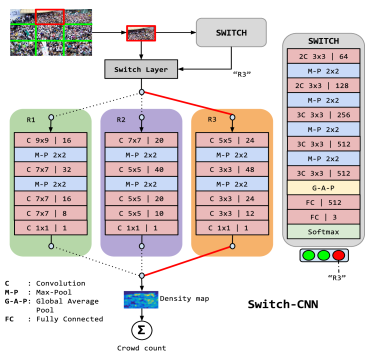 SWITCH
Switch Layer
"R3"
R1
C 9x9 | 16
M-P 2x2
C 7x7 | 32
M-P 2x2
C 7x7 | 16
C 7x7 | 8
C 1x1 | 1
R2
C 7x7 | 20
M-P 2x2
C 5x5 | 40
M-P 2x2
C 5x5 | 20
C 5x5 | 10
C 1x1 | 1
R3
C 5x5 | 24
M-P 2x2
C 3x3 | 48
M-P 2x2
C 3x3 | 24
C 3x3 | 12
C 1x1 | 1
SWITCH
2C 3x3 | 64
M-P 2x2
2C 3x3 | 128
M-P 2x2
3C 3x3 | 256
M-P 2x2
3C 3x3 | 512
M-P 2x2
3C 3x3 | 512
G-A-P
FC | 512
FC | 3
Softmax
"R3"
C : Convolution
M-P : Max-Pool
G-A-P: Global Average
Pool
FC : Fully Connected
Density map
Σ
Crowd count
Switch-CNN